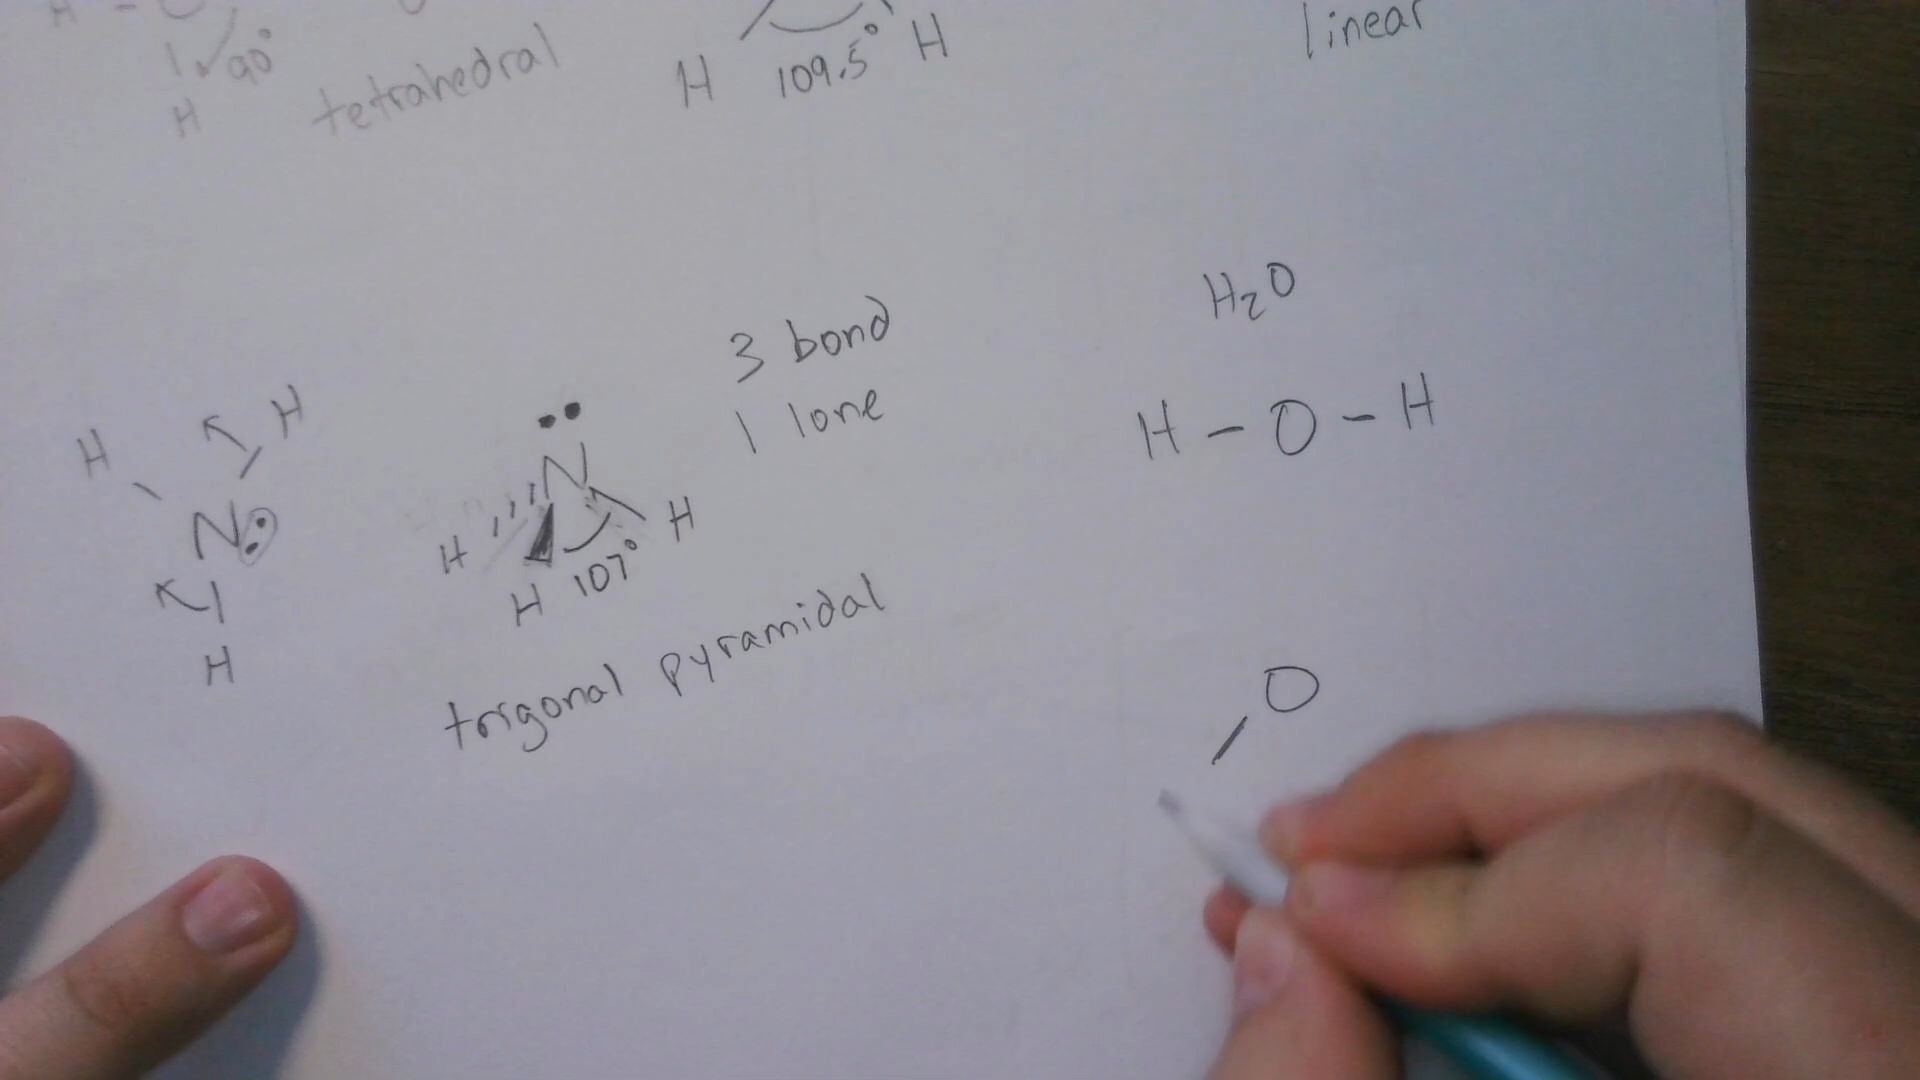 H -
90°
H
tetrahedral
H 109.5° H
linear
3 bond
1 lone
H H
N
H
N
H H
H 107°
trigonal pyramidal
H₂O
H - O - H
O